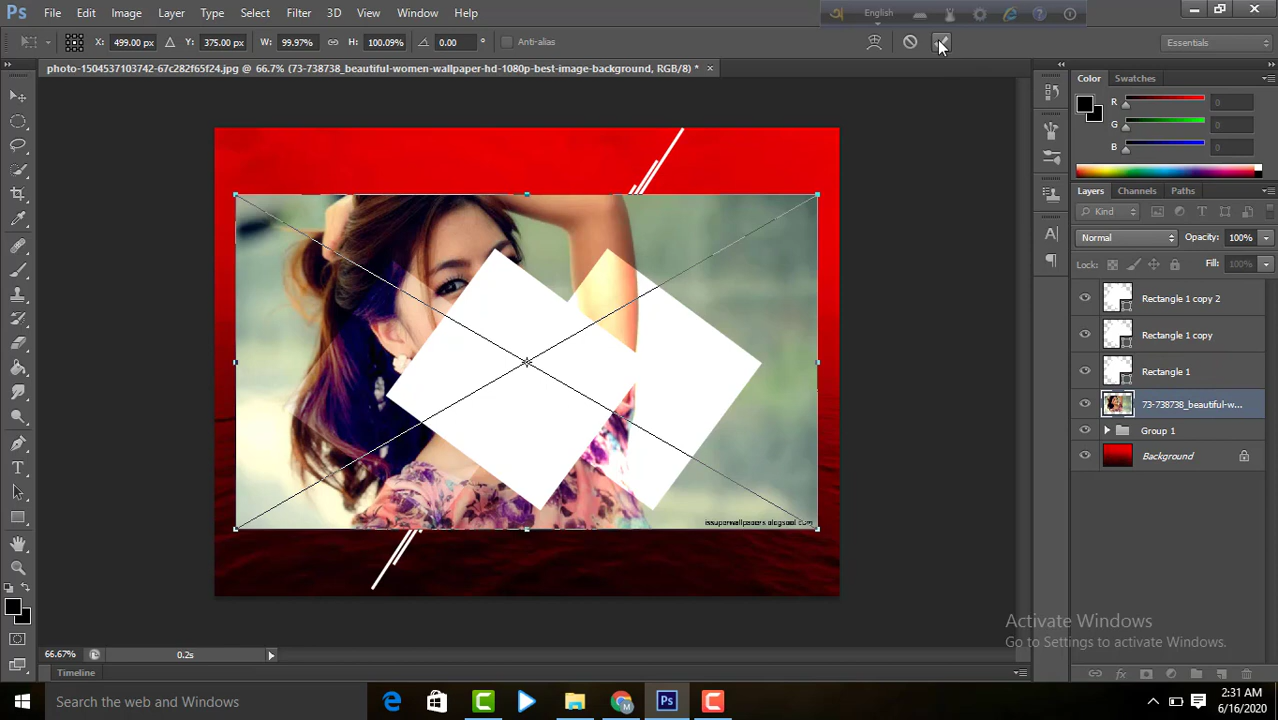 Ps File Edit Image Layer Type Select Filter 3D View Window Help
English
X: 499.00 px Y: 375.00 px W: 99.97% H: 100.09% 0.00 ° Anti-alias Essentials
photo-1504537103742-67c282f65f24.jpg @ 66.7% (73-738738_beautiful-women-wallpaper-hd-1080p-best-image-background, RGB/8) * ×
Color Swatches
R 0
G 0
B 0
Layers Channels Paths
Kind
Normal Opacity: 100%
Lock: Fill: 100%
Rectangle 1 copy 2
Rectangle 1 copy
Rectangle 1
73-738738_beautiful-w...
Group 1
Background
issuperwallpapers.blogspot.com
Activate Windows
Go to Settings to activate Windows.
66.67% 0.2s
Timeline
Search the web and Windows
Ps
2:31 AM
6/16/2020